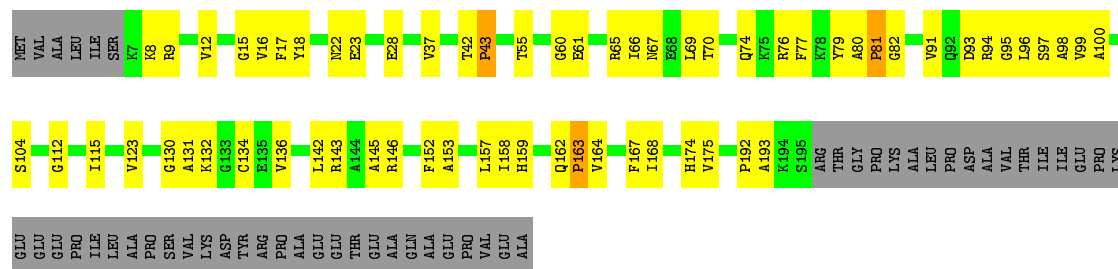 MET VAL ALA LEU ILE SER K7 K8 R9 V12 G15 V16 F17 Y18 N22 E23 E28 V37 T42 P43 T55 G60 E61 R65 I66 N67 E68 L69 T70 Q74 K75 R76 F77 K78 Y79 A80 P81 G82 V91 Q92 D93 R94 G95 L96 S97 A98 V99 A100
S104 G112 I115 V123 G130 A131 K132 G133 C134 E135 V136 L142 R143 A144 A145 R146 F152 A153 L157 I158 H159 Q162 P163 V164 F167 I168 H174 V175 P192 A193 K194 S195 ARG THR GLY PRO LYS ALA LEU PRO ASP ALA VAL THR ILE ILE GLU PRO LYS
GLU GLU GLU PRO ILE LEU ALA PRO SER VAL LYS ASP TYR ARG PRO ALA GLU GLU THR GLU ALA GLN ALA GLU PRO VAL GLU ALA